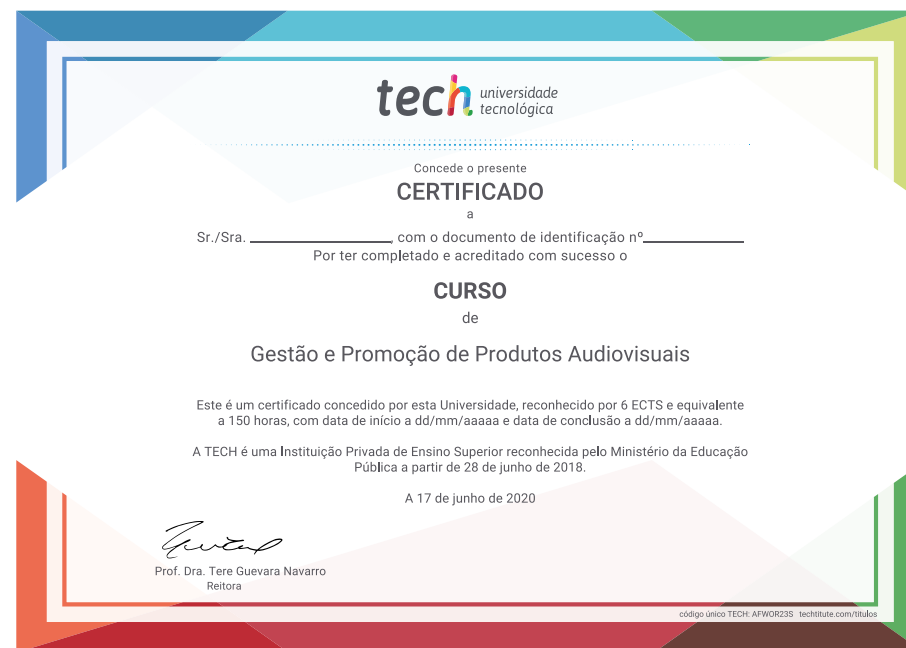 tech universidade
tecnológica
Concede o presente
CERTIFICADO
a
Sr./Sra. ____________________, com o documento de identificação nº______________
Por ter completado e acreditado com sucesso o
CURSO
de
Gestão e Promoção de Produtos Audiovisuais
Este é um certificado concedido por esta Universidade, reconhecido por 6 ECTS e equivalente
a 150 horas, com data de início a dd/mm/aaaaa e data de conclusão a dd/mm/aaaaa.
A TECH é uma Instituição Privada de Ensino Superior reconhecida pelo Ministério da Educação
Pública a partir de 28 de junho de 2018.
A 17 de junho de 2020
Prof. Dra. Tere Guevara Navarro
Reitora
código único TECH: AFWOR23S techtitute.com/titulos